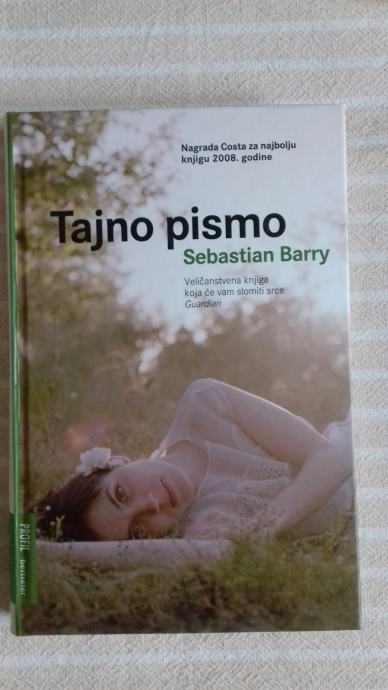 Nagrada Costa za najbolju
knjigu 2008. godine
Tajno pismo
Sebastian Barry
Veličanstvena knjiga
koja će vam slomiti srce
Guardian
PROFIL bestseler